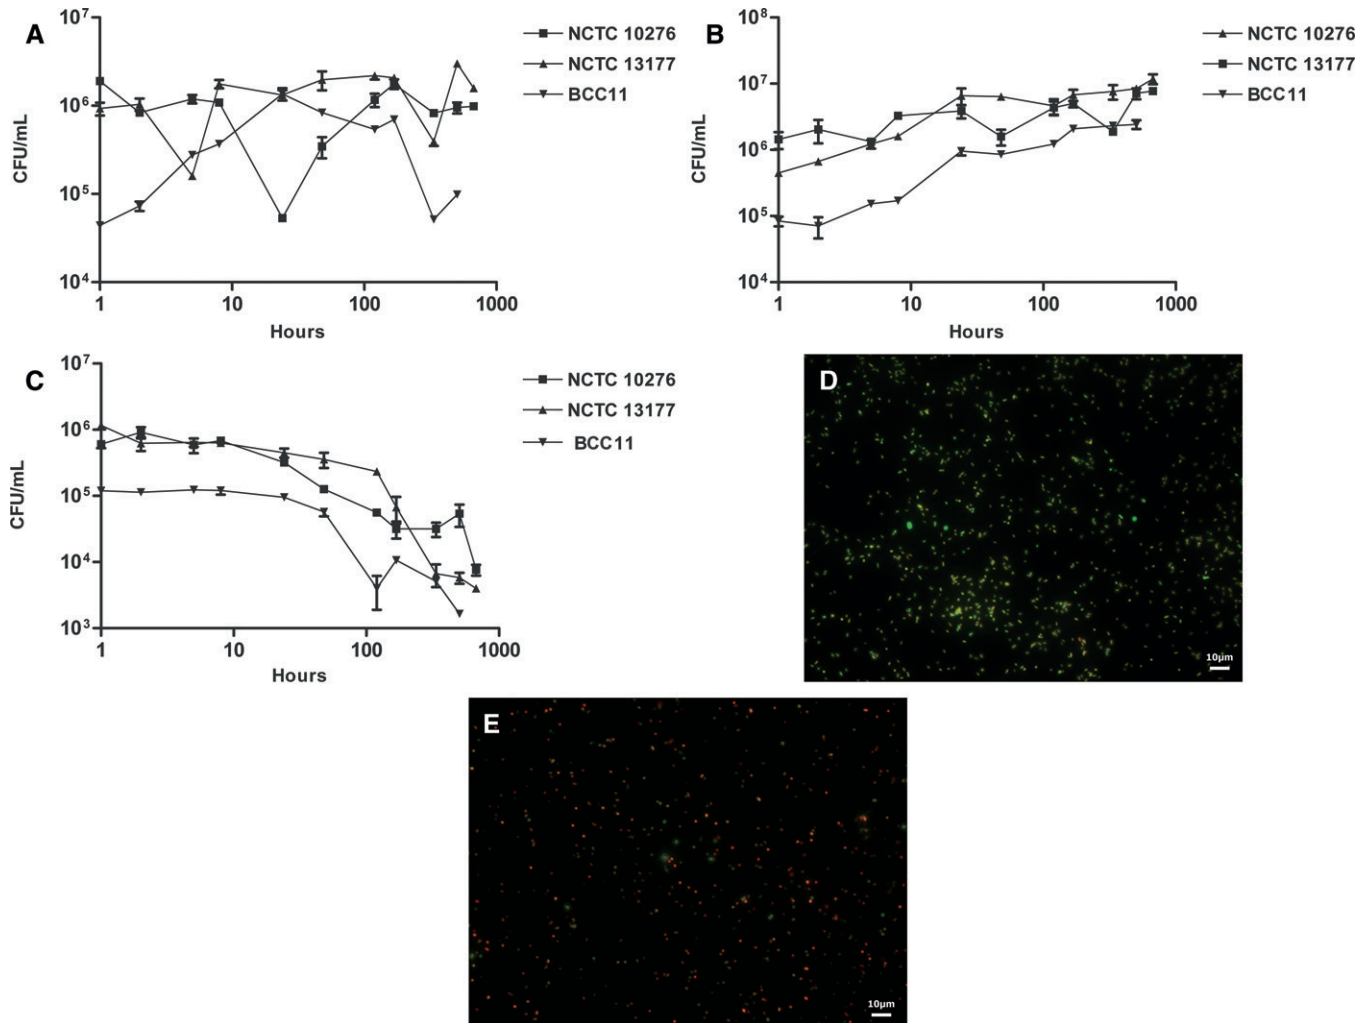 A
10⁷
10⁶
10⁵
10⁴
CFU/mL
1 10 100 1000
Hours
NCTC 10276
NCTC 13177
BCC11
B
10⁸
10⁷
10⁶
10⁵
10⁴
CFU/mL
1 10 100 1000
Hours
NCTC 10276
NCTC 13177
BCC11
C
10⁷
10⁶
10⁵
10⁴
10³
CFU/mL
1 10 100 1000
Hours
NCTC 10276
NCTC 13177
BCC11
D
10µm
E
10µm